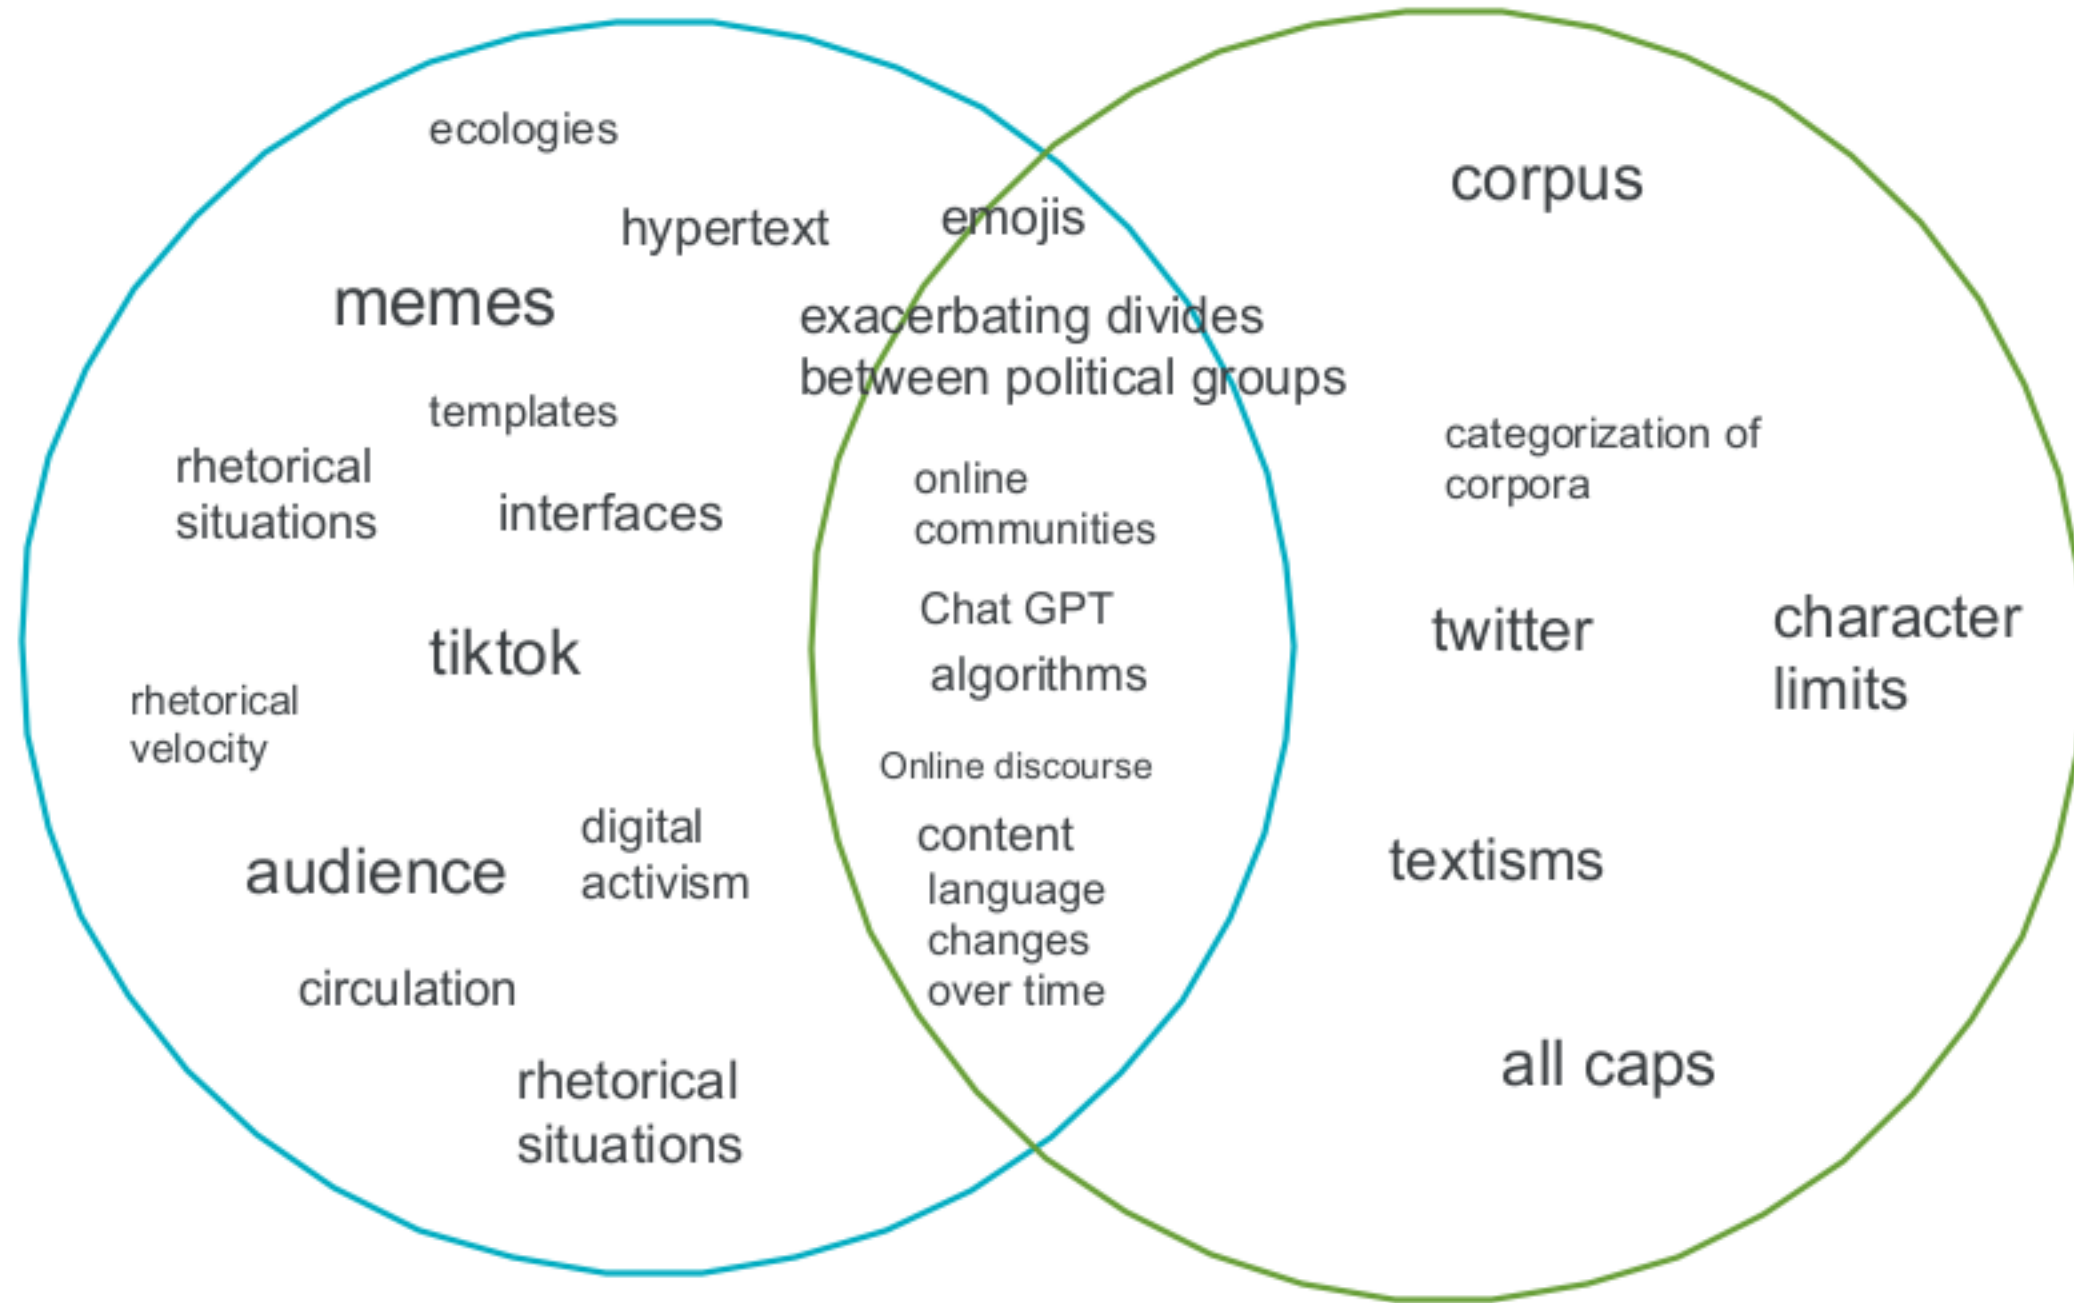 ecologies
hypertext
memes
templates
rhetorical
situations
interfaces
tiktok
rhetorical
velocity
digital
activism
audience
circulation
rhetorical
situations
emojis
exacerbating divides
between political groups
online
communities
Chat GPT
algorithms
Online discourse
content
language
changes
over time
corpus
categorization of
corpora
twitter
character
limits
textisms
all caps